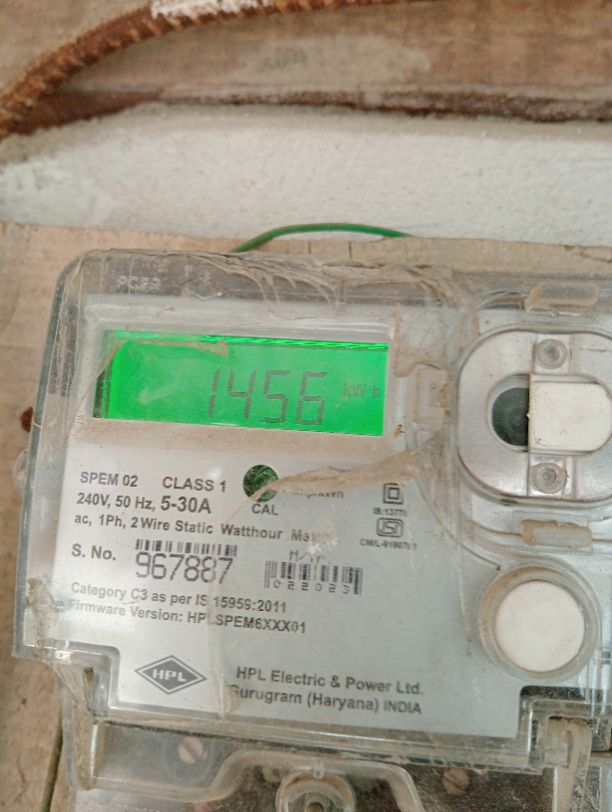 1456 kWh
SPEM 02 CLASS 1
240V, 50 Hz, 5-30A
CAL
ac, 1Ph, 2 Wire Static Watthour
S. No. 967887
Category C3 as per IS 15959:2011
Firmware Version: HPLSPEM6XXX01
HPL
HPL Electric & Power Ltd.
Gurugram (Haryana) INDIA